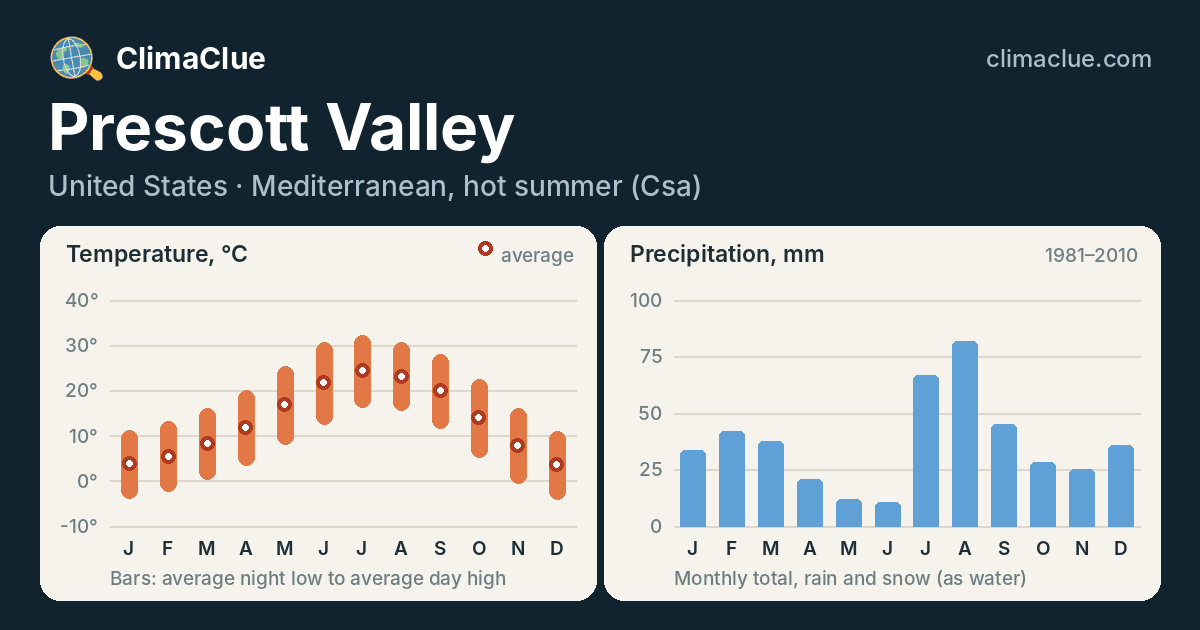 ClimaClue
climaclue.com
Prescott Valley
United States · Mediterranean, hot summer (Csa)
Temperature, °C
average
40°
30°
20°
10°
0°
-10°
J F M A M J J A S O N D
Bars: average night low to average day high
Precipitation, mm
1981–2010
100
75
50
25
0
J F M A M J J A S O N D
Monthly total, rain and snow (as water)